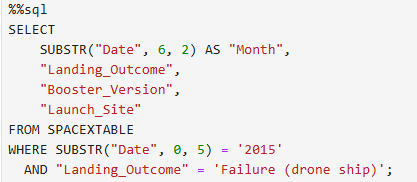 %%sql
SELECT
    SUBSTR("Date", 6, 2) AS "Month",
    "Landing_Outcome",
    "Booster_Version",
    "Launch_Site"
FROM SPACEXTABLE
WHERE SUBSTR("Date", 0, 5) = '2015'
  AND "Landing_Outcome" = 'Failure (drone ship)';